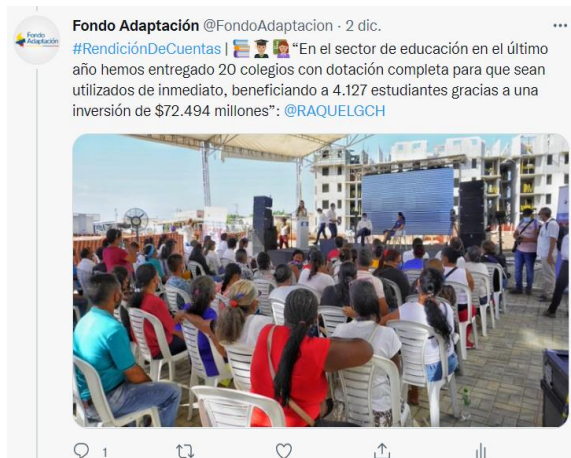 Fondo Adaptación @FondoAdaptacion · 2 dic.
Fondo
Adaptación
#RendiciónDeCuentas | 📚👨🏽‍🎓👩🏽‍🏫 “En el sector de educación en el último
año hemos entregado 20 colegios con dotación completa para que sean
utilizados de inmediato, beneficiando a 4.127 estudiantes gracias a una
inversión de $72.494 millones”: @RAQUELGCH
1